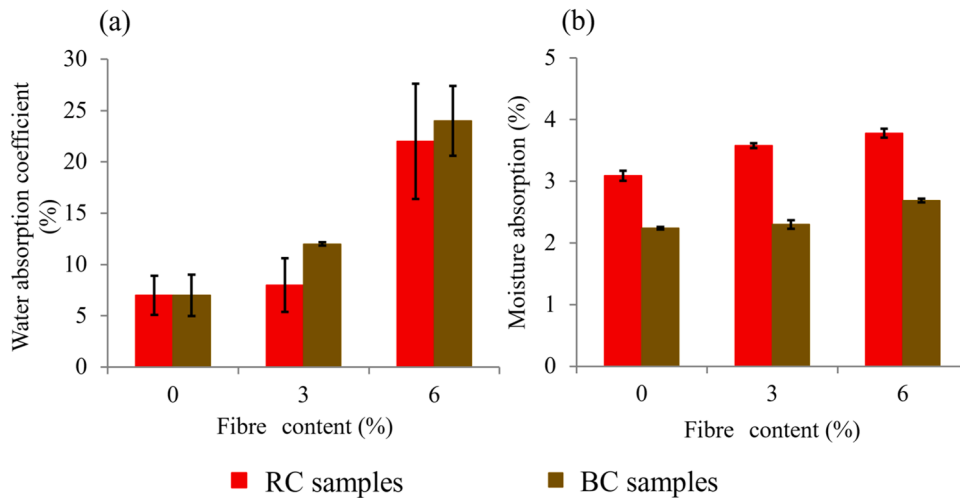 (a)
Water absorption coefficient
(%)
30
25
20
15
10
5
0
0 3 6
Fibre content (%)
(b)
Moisture absorption (%)
5
4
3
2
1
0
0 3 6
Fibre content (%)
RC samples
BC samples